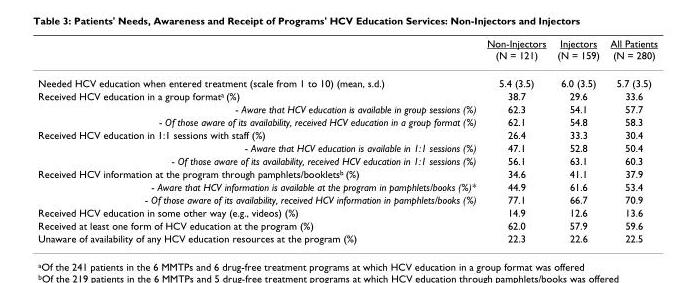 Table 3: Patients' Needs, Awareness and Receipt of Programs' HCV Education Services: Non-Injectors and Injectors
Non-Injectors Injectors All Patients
(N = 121) (N = 159) (N = 280)
Needed HCV education when entered treatment (scale from 1 to 10) (mean, s.d.) 5.4 (3.5) 6.0 (3.5) 5.7 (3.5)
Received HCV education in a group formatᵃ (%) 38.7 29.6 33.6
- Aware that HCV education is available in group sessions (%) 62.3 54.1 57.7
- Of those aware of its availability, received HCV education in a group format (%) 62.1 54.8 58.3
Received HCV education in 1:1 sessions with staff (%) 26.4 33.3 30.4
- Aware that HCV education is available in 1:1 sessions (%) 47.1 52.8 50.4
- Of those aware of its availability, received HCV education in 1:1 sessions (%) 56.1 63.1 60.3
Received HCV information at the program through pamphlets/bookletsᵇ (%) 34.6 41.1 37.9
- Aware that HCV information is available at the program in pamphlets/books (%)* 44.9 61.6 53.4
- Of those aware of its availability, received HCV information in pamphlets/books (%) 77.1 66.7 70.9
Received HCV education in some other way (e.g., videos) (%) 14.9 12.6 13.6
Received at least one form of HCV education at the program (%) 62.0 57.9 59.6
Unaware of availability of any HCV education resources at the program (%) 22.3 22.6 22.5
ᵃOf the 241 patients in the 6 MMTPs and 6 drug-free treatment programs at which HCV education in a group format was offered
ᵇOf the 219 patients in the 6 MMTPs and 5 drug-free treatment programs at which HCV education through pamphlets/books was offered